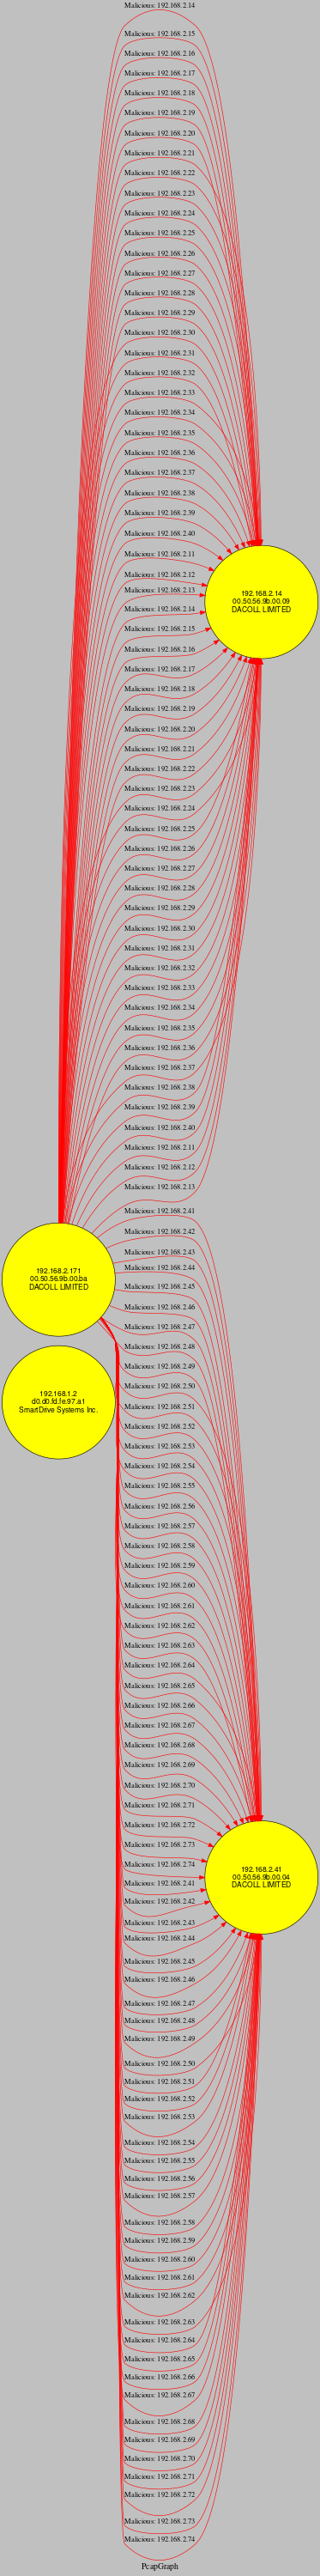 Malicious: 192.168.2.14
Malicious: 192.168.2.15
Malicious: 192.168.2.16
Malicious: 192.168.2.17
Malicious: 192.168.2.18
Malicious: 192.168.2.19
Malicious: 192.168.2.20
Malicious: 192.168.2.21
Malicious: 192.168.2.22
Malicious: 192.168.2.23
Malicious: 192.168.2.24
Malicious: 192.168.2.25
Malicious: 192.168.2.26
Malicious: 192.168.2.27
Malicious: 192.168.2.28
Malicious: 192.168.2.29
Malicious: 192.168.2.30
Malicious: 192.168.2.31
Malicious: 192.168.2.32
Malicious: 192.168.2.33
Malicious: 192.168.2.34
Malicious: 192.168.2.35
Malicious: 192.168.2.36
Malicious: 192.168.2.37
Malicious: 192.168.2.38
Malicious: 192.168.2.39
Malicious: 192.168.2.40
Malicious: 192.168.2.11
Malicious: 192.168.2.12
Malicious: 192.168.2.13
192.168.2.14
00.50.56.9b.00.09
DACOLL LIMITED
Malicious: 192.168.2.14
Malicious: 192.168.2.15
Malicious: 192.168.2.16
Malicious: 192.168.2.17
Malicious: 192.168.2.18
Malicious: 192.168.2.19
Malicious: 192.168.2.20
Malicious: 192.168.2.21
Malicious: 192.168.2.22
Malicious: 192.168.2.23
Malicious: 192.168.2.24
Malicious: 192.168.2.25
Malicious: 192.168.2.26
Malicious: 192.168.2.27
Malicious: 192.168.2.28
Malicious: 192.168.2.29
Malicious: 192.168.2.30
Malicious: 192.168.2.31
Malicious: 192.168.2.32
Malicious: 192.168.2.33
Malicious: 192.168.2.34
Malicious: 192.168.2.35
Malicious: 192.168.2.36
Malicious: 192.168.2.37
Malicious: 192.168.2.38
Malicious: 192.168.2.39
Malicious: 192.168.2.40
Malicious: 192.168.2.11
Malicious: 192.168.2.12
Malicious: 192.168.2.13
Malicious: 192.168.2.41
Malicious: 192.168.2.42
Malicious: 192.168.2.43
Malicious: 192.168.2.44
192.168.2.171
00.50.56.9b.00.ba
DACOLL LIMITED
Malicious: 192.168.2.45
Malicious: 192.168.2.46
Malicious: 192.168.2.47
Malicious: 192.168.2.48
Malicious: 192.168.2.49
Malicious: 192.168.2.50
192.168.1.2
d0.d0.fd.fe.97.a1
SmartDrive Systems Inc.
Malicious: 192.168.2.51
Malicious: 192.168.2.52
Malicious: 192.168.2.53
Malicious: 192.168.2.54
Malicious: 192.168.2.55
Malicious: 192.168.2.56
Malicious: 192.168.2.57
Malicious: 192.168.2.58
Malicious: 192.168.2.59
Malicious: 192.168.2.60
Malicious: 192.168.2.61
Malicious: 192.168.2.62
Malicious: 192.168.2.63
Malicious: 192.168.2.64
Malicious: 192.168.2.65
Malicious: 192.168.2.66
Malicious: 192.168.2.67
Malicious: 192.168.2.68
Malicious: 192.168.2.69
Malicious: 192.168.2.70
Malicious: 192.168.2.71
Malicious: 192.168.2.72
Malicious: 192.168.2.73
Malicious: 192.168.2.74
192.168.2.41
00.50.56.9b.00.04
DACOLL LIMITED
Malicious: 192.168.2.41
Malicious: 192.168.2.42
Malicious: 192.168.2.43
Malicious: 192.168.2.44
Malicious: 192.168.2.45
Malicious: 192.168.2.46
Malicious: 192.168.2.47
Malicious: 192.168.2.48
Malicious: 192.168.2.49
Malicious: 192.168.2.50
Malicious: 192.168.2.51
Malicious: 192.168.2.52
Malicious: 192.168.2.53
Malicious: 192.168.2.54
Malicious: 192.168.2.55
Malicious: 192.168.2.56
Malicious: 192.168.2.57
Malicious: 192.168.2.58
Malicious: 192.168.2.59
Malicious: 192.168.2.60
Malicious: 192.168.2.61
Malicious: 192.168.2.62
Malicious: 192.168.2.63
Malicious: 192.168.2.64
Malicious: 192.168.2.65
Malicious: 192.168.2.66
Malicious: 192.168.2.67
Malicious: 192.168.2.68
Malicious: 192.168.2.69
Malicious: 192.168.2.70
Malicious: 192.168.2.71
Malicious: 192.168.2.72
Malicious: 192.168.2.73
Malicious: 192.168.2.74
PcapGraph